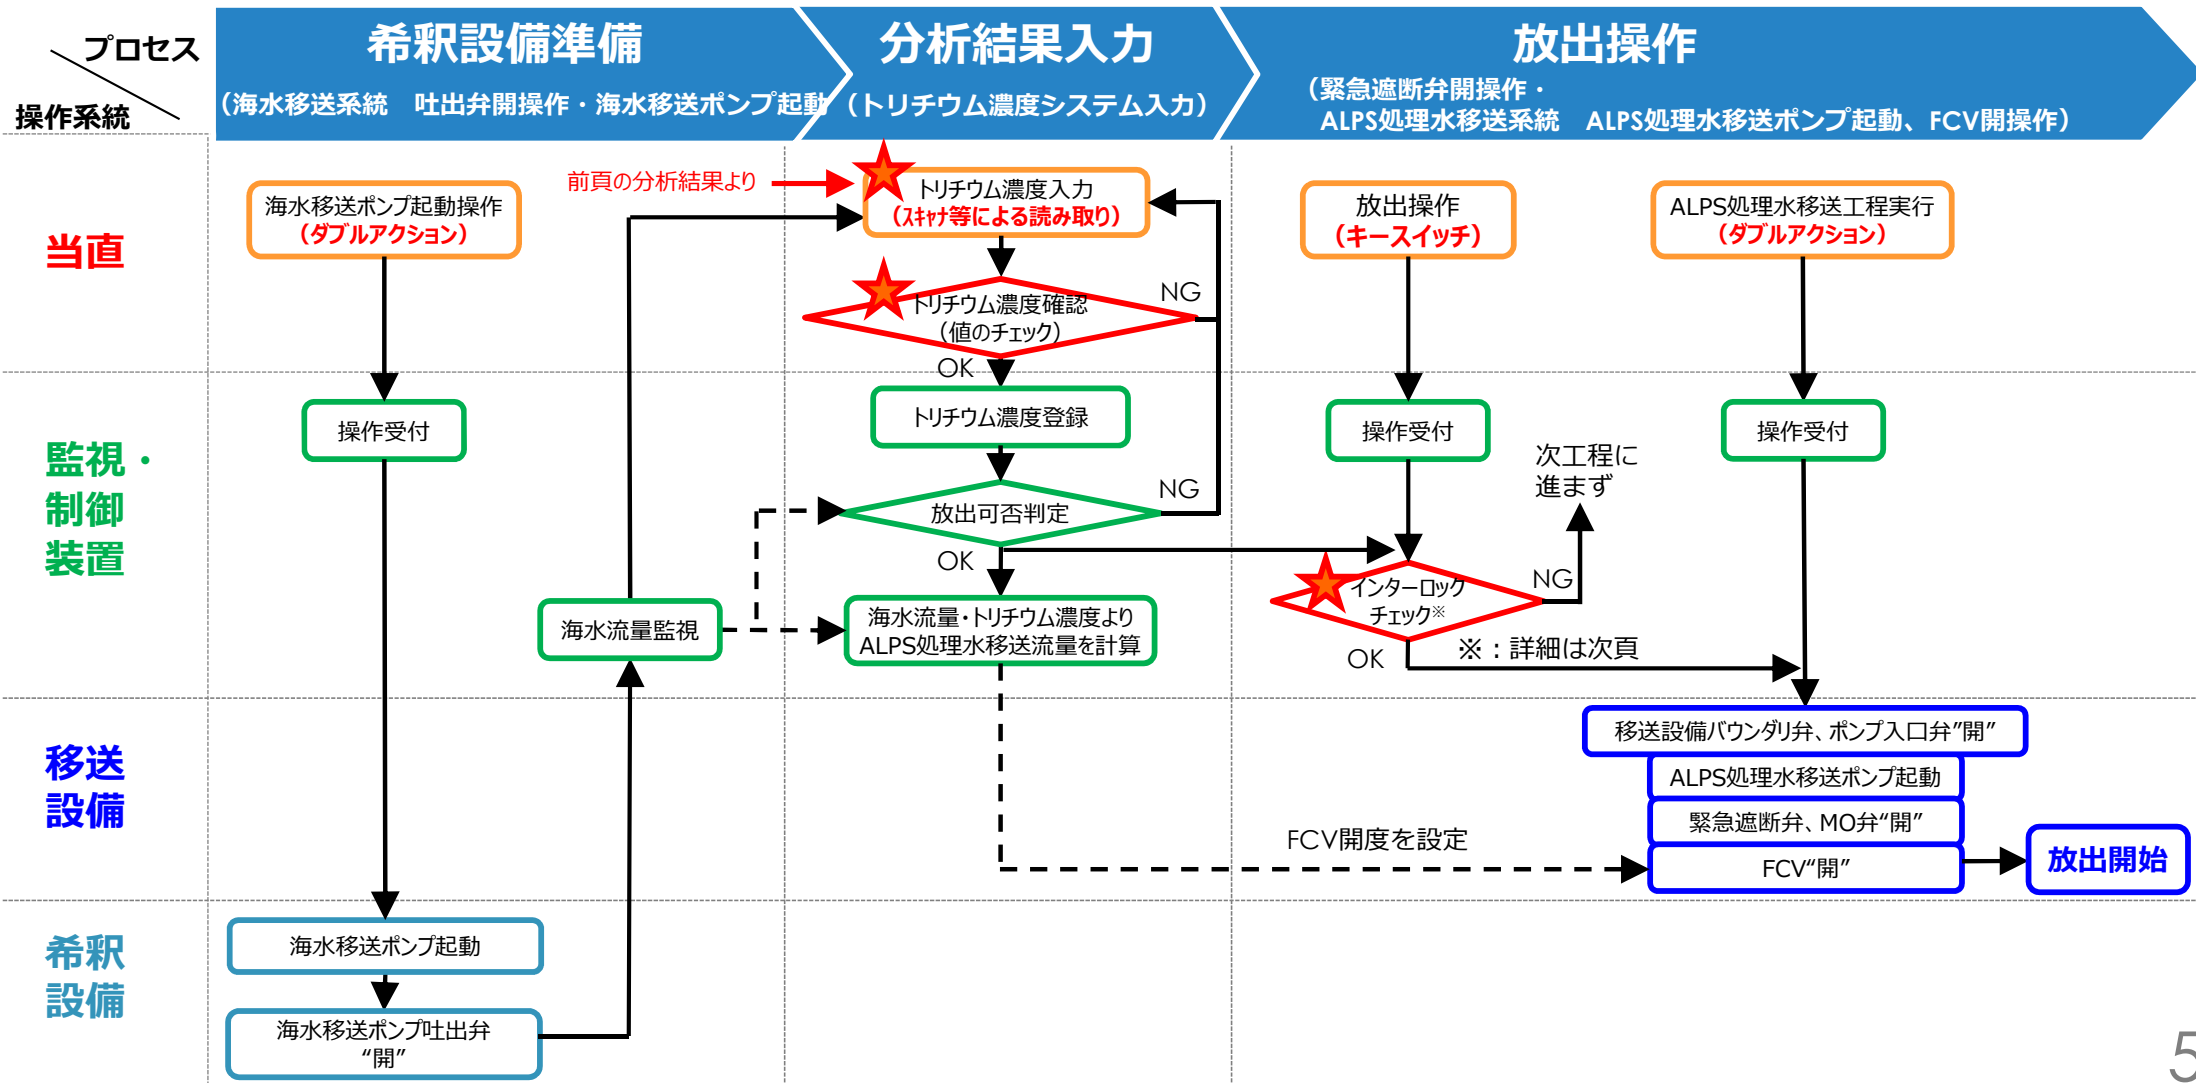 プロセス
操作系統
希釈設備準備
（海水移送系統　吐出弁開操作・海水移送ポンプ起動）
分析結果入力
（トリチウム濃度システム入力）
放出操作
（緊急遮断弁開操作・
ALPS処理水移送系統　ALPS処理水移送ポンプ起動、FCV開操作）
当直
海水移送ポンプ起動操作
（ダブルアクション）
前頁の分析結果より
トリチウム濃度入力
（ｽｷｬﾅ等による読み取り）
トリチウム濃度確認
（値のチェック）
NG
OK
放出操作
（キースイッチ）
ALPS処理水移送工程実行
（ダブルアクション）
監視・
制御
装置
操作受付
海水流量監視
トリチウム濃度登録
放出可否判定
NG
OK
海水流量・トリチウム濃度より
ALPS処理水移送流量を計算
操作受付
次工程に
進まず
インターロック
チェック※
NG
OK
※：詳細は次頁
操作受付
移送
設備
移送設備バウンダリ弁、ポンプ入口弁”開”
ALPS処理水移送ポンプ起動
緊急遮断弁、MO弁“開”
FCV開度を設定
FCV“開”
放出開始
希釈
設備
海水移送ポンプ起動
海水移送ポンプ吐出弁
“開”
5